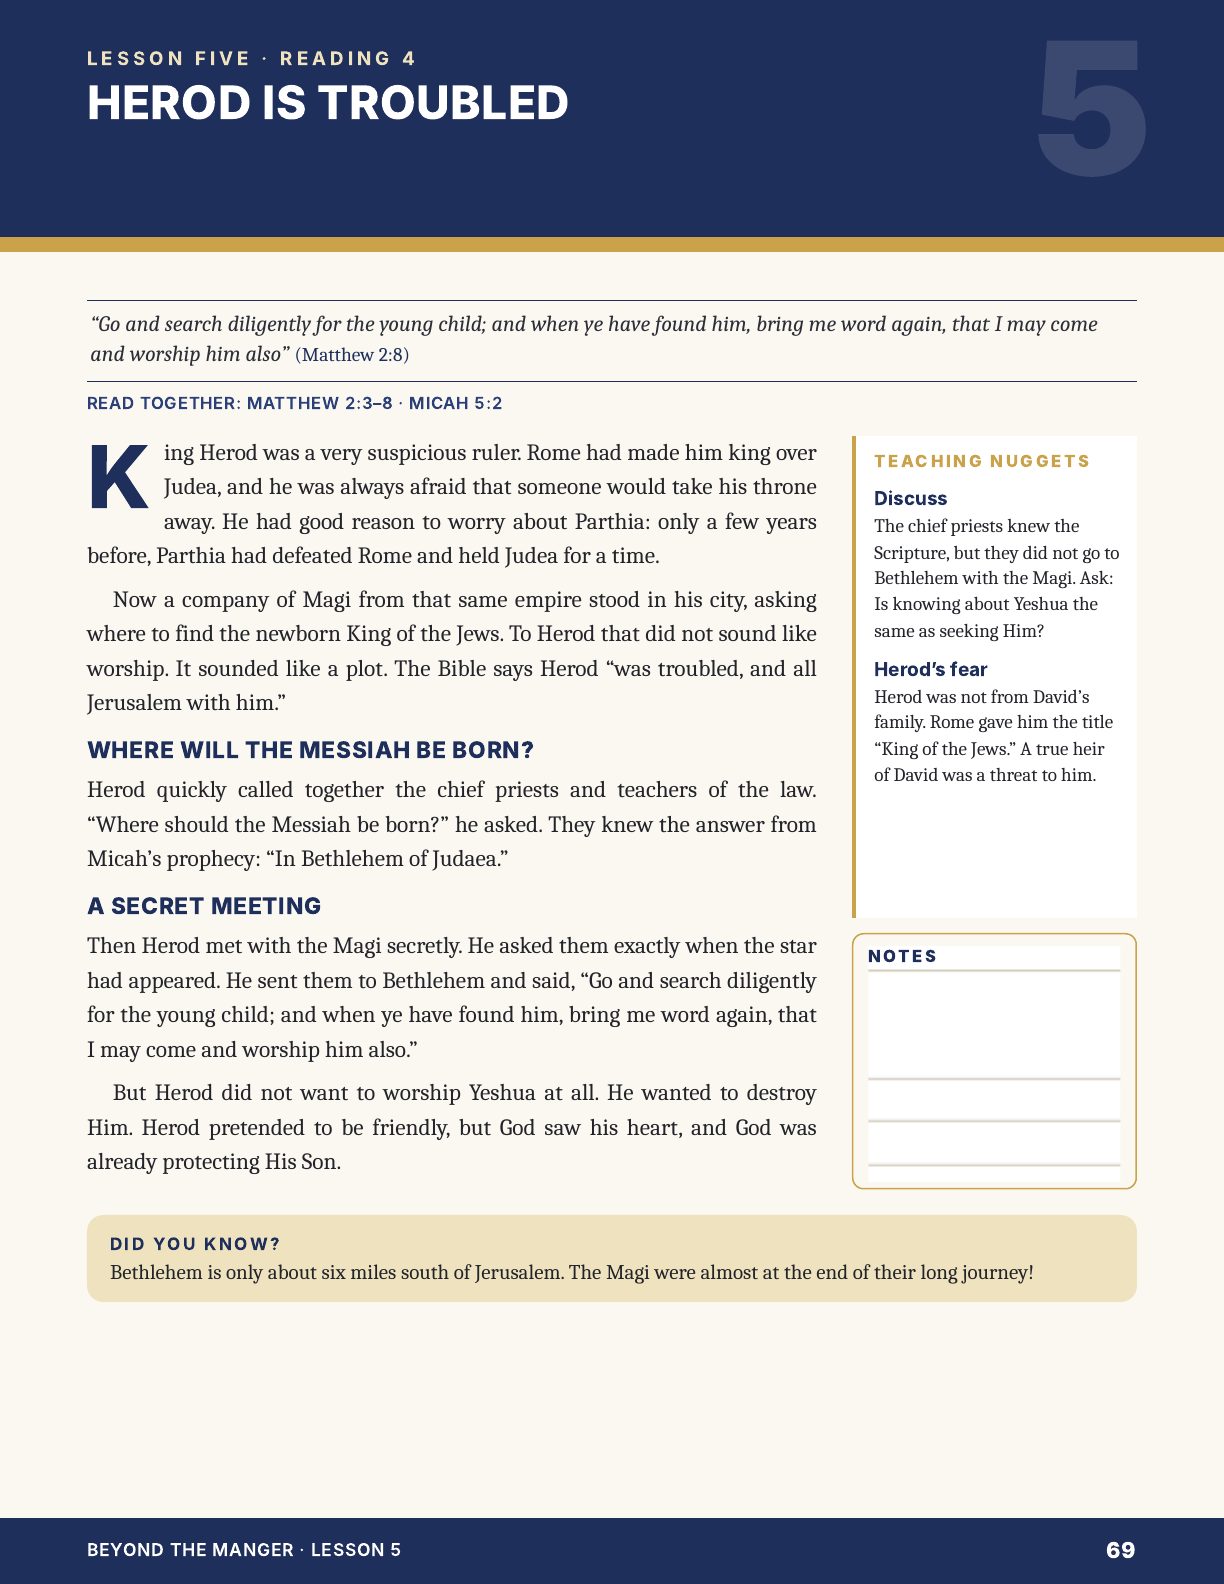 LESSON FIVE · READING 4
HEROD IS TROUBLED
5
“Go and search diligently for the young child; and when ye have found him, bring me word again, that I may come
and worship him also” (Matthew 2:8)
READ TOGETHER: MATTHEW 2:3–8 · MICAH 5:2
King Herod was a very suspicious ruler. Rome had made him king over
Judea, and he was always afraid that someone would take his throne
away. He had good reason to worry about Parthia: only a few years
before, Parthia had defeated Rome and held Judea for a time.
Now a company of Magi from that same empire stood in his city, asking
where to find the newborn King of the Jews. To Herod that did not sound like
worship. It sounded like a plot. The Bible says Herod “was troubled, and all
Jerusalem with him.”
WHERE WILL THE MESSIAH BE BORN?
Herod quickly called together the chief priests and teachers of the law.
“Where should the Messiah be born?” he asked. They knew the answer from
Micah’s prophecy: “In Bethlehem of Judaea.”
A SECRET MEETING
Then Herod met with the Magi secretly. He asked them exactly when the star
had appeared. He sent them to Bethlehem and said, “Go and search diligently
for the young child; and when ye have found him, bring me word again, that
I may come and worship him also.”
But Herod did not want to worship Yeshua at all. He wanted to destroy
Him. Herod pretended to be friendly, but God saw his heart, and God was
already protecting His Son.
TEACHING NUGGETS
Discuss
The chief priests knew the
Scripture, but they did not go to
Bethlehem with the Magi. Ask:
Is knowing about Yeshua the
same as seeking Him?
Herod’s fear
Herod was not from David’s
family. Rome gave him the title
“King of the Jews.” A true heir
of David was a threat to him.
NOTES
DID YOU KNOW?
Bethlehem is only about six miles south of Jerusalem. The Magi were almost at the end of their long journey!
BEYOND THE MANGER · LESSON 5
69